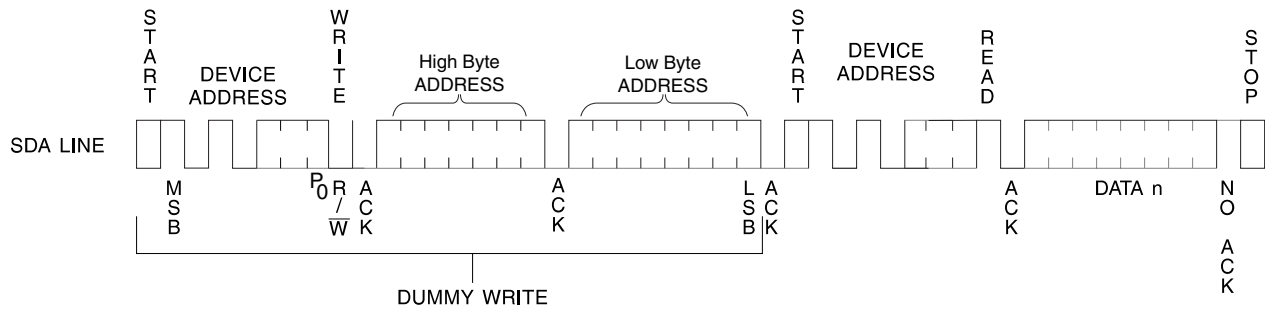 START
WRITE
START
READ
STOP
DEVICE
ADDRESS
High Byte
ADDRESS
Low Byte
ADDRESS
DEVICE
ADDRESS
SDA LINE
MSB
P0
R/W
ACK
ACK
LSB
ACK
ACK
DATA n
NO ACK
DUMMY WRITE